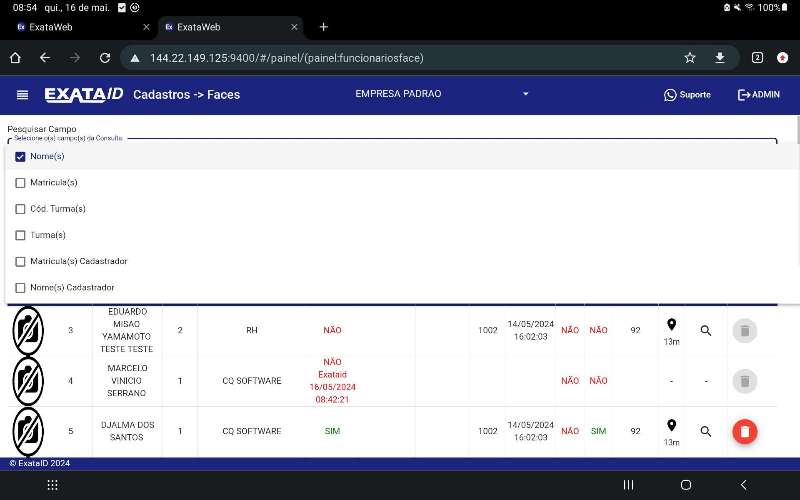 08:54 qui., 16 de mai. 100%
Ex ExataWeb
Ex ExataWeb
144.22.149.125:9400/#/painel/(painel:funcionariosface)
2
EXATAID Cadastros -> Faces EMPRESA PADRAO Suporte ADMIN
Pesquisar Campo
Selecione o(s) campo(s) da Consulta
Nome(s)
Matricula(s)
Cód. Turma(s)
Turma(s)
Matricula(s) Cadastrador
Nome(s) Cadastrador
3
EDUARDO
MISAO
YAMAMOTO
TESTE TESTE
2
RH
NÃO
1002
14/05/2024
16:02:03
NÃO
NÃO
92
13m
4
MARCELO
VINICIO
SERRANO
1
CQ SOFTWARE
NÃO
Exataid
16/05/2024
08:42:21
NÃO
NÃO
-
-
5
DJALMA DOS
SANTOS
1
CQ SOFTWARE
SIM
1002
14/05/2024
16:02:03
NÃO
SIM
92
13m
© ExataID 2024